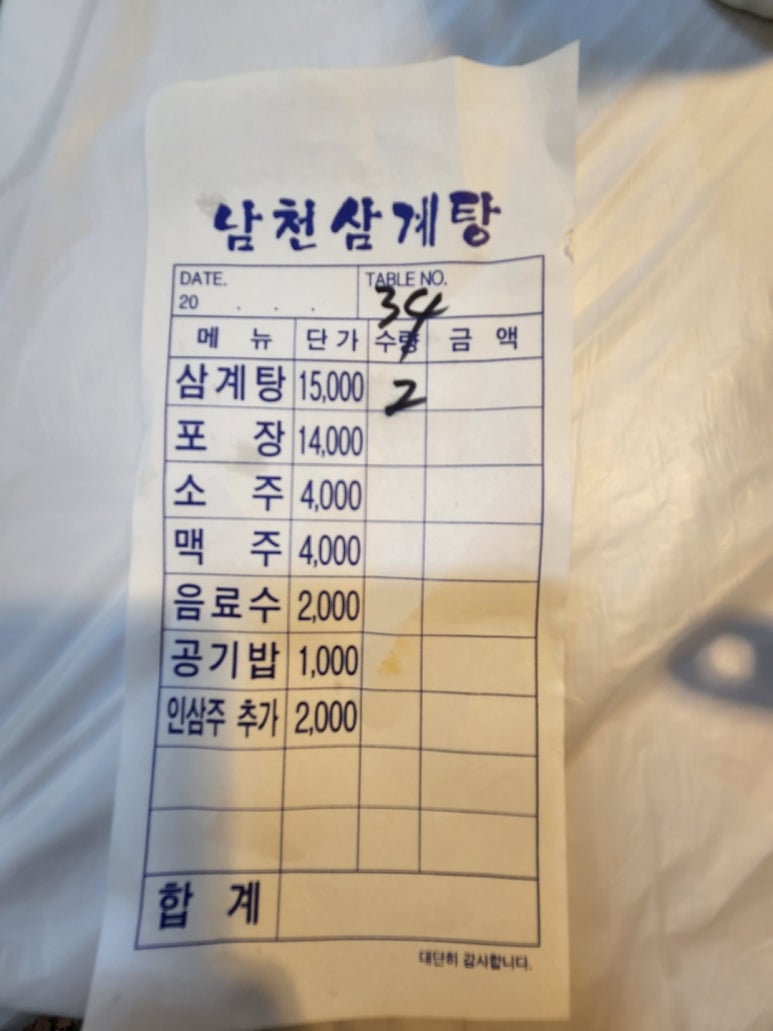 남천삼계탕
DATE. TABLE NO.
20 . . . 34
메 뉴 단 가 수량 금 액
삼계탕 15,000 2
포 장 14,000
소 주 4,000
맥 주 4,000
음료수 2,000
공기밥 1,000
인삼주 추가 2,000
합 계
대단히 감사합니다.